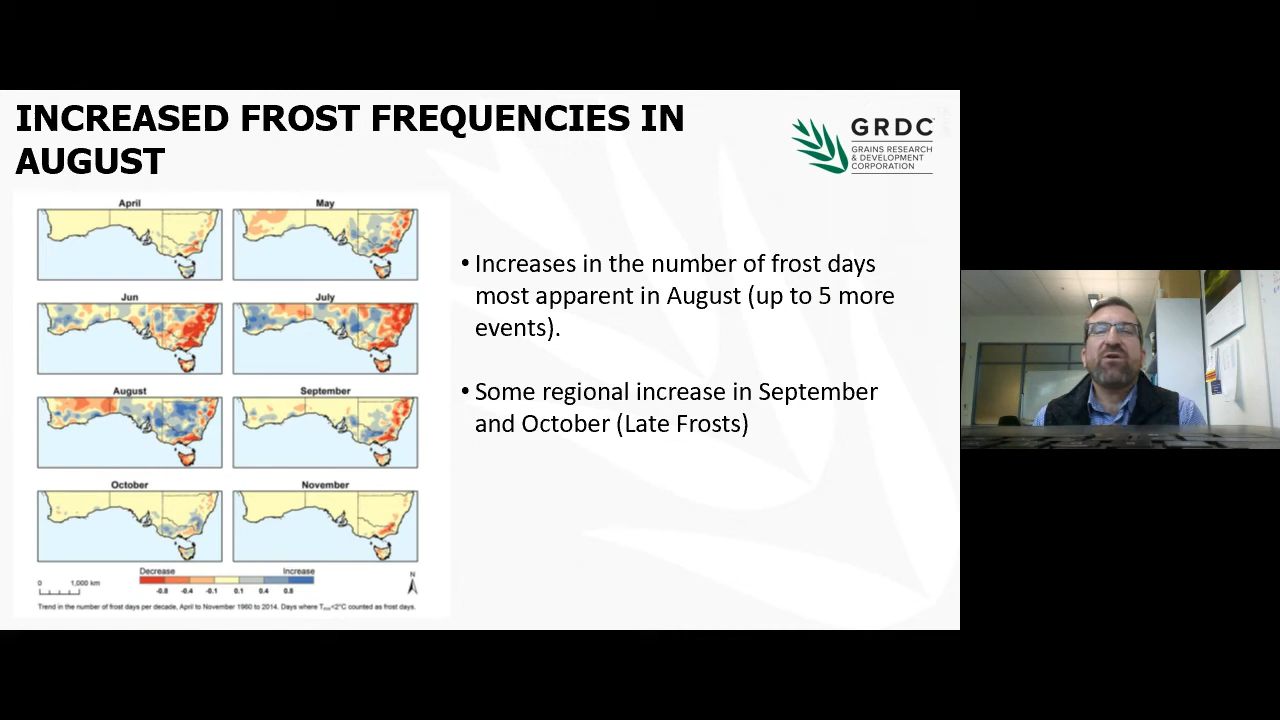 INCREASED FROST FREQUENCIES IN
AUGUST
GRDC
GRAINS RESEARCH
& DEVELOPMENT
CORPORATION
April
May
Jun
July
August
September
October
November
Decrease
Increase
0
1,000 km
-0.8 -0.4 -0.1 0.1 0.4 0.8
N
Trend in the number of frost days per decade, April to November 1960 to 2014. Days where Tmin<2°C counted as frost days.
• Increases in the number of frost days
most apparent in August (up to 5 more
events).
• Some regional increase in September
and October (Late Frosts)